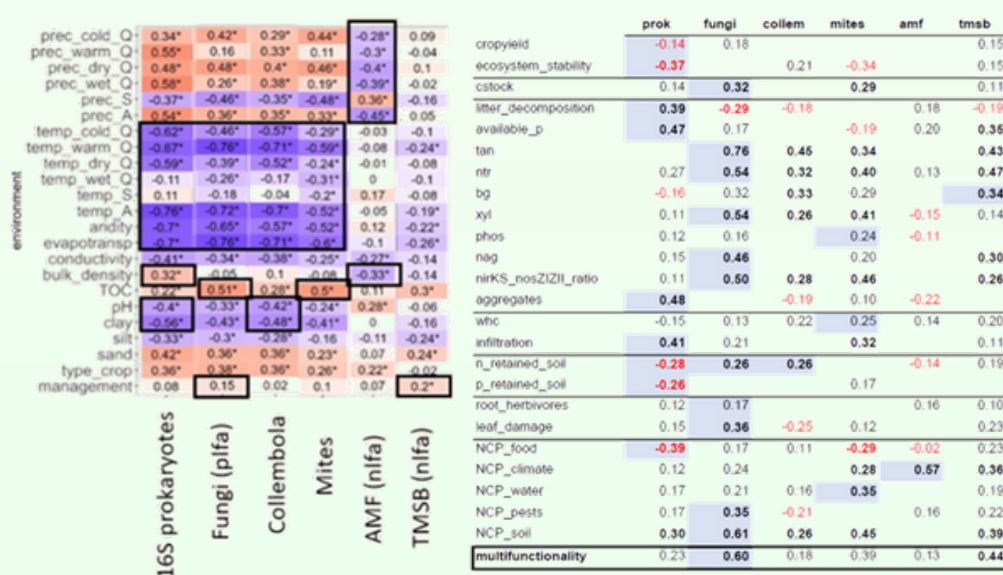 prec_cold_Q 0.34* 0.42* 0.29* 0.44* -0.28* 0.09
prec_warm_Q 0.55* 0.16 0.33* 0.11 -0.3* -0.04
prec_dry_Q 0.48* 0.48* 0.4* 0.46* -0.4* 0.1
prec_wet_Q 0.58* 0.26* 0.38* 0.19* -0.39* -0.02
prec_S -0.37* -0.46* -0.35* -0.48* 0.36* -0.16
prec_A 0.54* 0.36* 0.35* 0.33* -0.45* 0.05
temp_cold_Q -0.62* -0.46* -0.57* -0.29* -0.03 -0.1
temp_warm_Q -0.67* -0.76* -0.71* -0.59* -0.08 -0.24*
temp_dry_Q -0.59* -0.39* -0.52* -0.24* -0.01 -0.08
temp_wet_Q -0.11 -0.26* -0.17 -0.31* 0 -0.1
temp_S 0.11 -0.18 -0.04 -0.2* 0.17 -0.08
temp_A -0.76* -0.72* -0.7* -0.52* -0.05 -0.19*
aridity -0.7* -0.65* -0.57* -0.52* 0.12 -0.22*
evapotransp -0.7* -0.76* -0.71* -0.6* -0.1 -0.26*
conductivity -0.41* -0.34* -0.38* -0.25* -0.27* -0.14
bulk_density 0.32* -0.05 0.1 -0.08 -0.33* -0.14
TOC 0.22* 0.51* 0.28* 0.5* 0.11 0.3*
pH -0.4* -0.33* -0.42* -0.24* 0.28* -0.06
clay -0.56* -0.43* -0.48* -0.41* 0 -0.16
silt -0.33* -0.3* -0.28* -0.16 -0.11 -0.24*
sand 0.42* 0.36* 0.36* 0.23* 0.07 0.24*
type_crop 0.36* 0.38* 0.36* 0.26* 0.22* -0.02
management 0.08 0.15 0.02 0.1 0.07 0.2*
environment
16S prokaryotes
Fungi (plfa)
Collembola
Mites
AMF (nlfa)
TMSB (nlfa)
prok fungi collem mites amf tmsb
cropyield -0.14 0.18 0.15
ecosystem_stability -0.37 0.21 -0.34 0.15
cstock 0.14 0.32 0.29 0.11
litter_decomposition 0.39 -0.29 -0.18 0.18 -0.19
available_p 0.47 0.17 -0.19 0.20 0.35
tan 0.76 0.45 0.34 0.43
ntr 0.27 0.54 0.32 0.40 0.13 0.47
bg -0.16 0.32 0.33 0.29 0.34
xyl 0.11 0.54 0.26 0.41 -0.15 0.14
phos 0.12 0.16 0.24 -0.11
nag 0.15 0.46 0.20 0.30
nirKS_nosZIZII_ratio 0.11 0.50 0.28 0.46 0.26
aggregates 0.48 -0.19 0.10 -0.22
whc -0.15 0.13 0.22 0.25 0.14 0.20
infiltration 0.41 0.21 0.32 0.11
n_retained_soil -0.28 0.26 0.26 -0.14 0.19
p_retained_soil -0.26 0.17
root_herbivores 0.12 0.17 0.16 0.10
leaf_damage 0.15 0.36 -0.25 0.12 0.23
NCP_food -0.39 0.17 0.11 -0.29 -0.02 0.23
NCP_climate 0.12 0.24 0.28 0.57 0.36
NCP_water 0.17 0.21 0.16 0.35 0.19
NCP_pests 0.17 0.35 -0.21 0.16 0.22
NCP_soil 0.30 0.61 0.26 0.45 0.39
multifunctionality 0.23 0.60 0.18 0.39 0.13 0.44